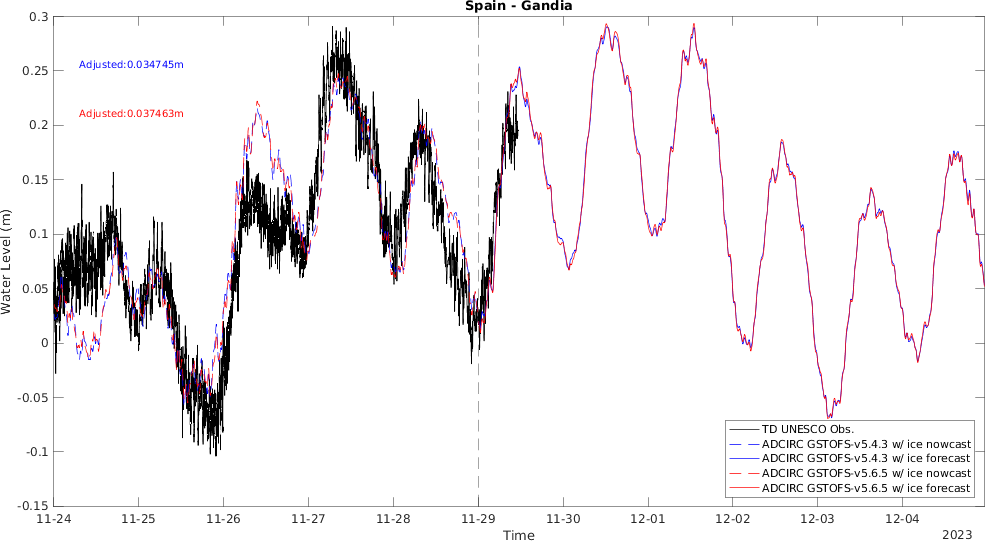 Spain - Gandia
0.3
0.25
0.2
0.15
0.1
0.05
0
-0.05
-0.1
-0.15
Water Level (m)
Adjusted:0.034745m
Adjusted:0.037463m
TD UNESCO Obs.
ADCIRC GSTOFS-v5.4.3 w/ ice nowcast
ADCIRC GSTOFS-v5.4.3 w/ ice forecast
ADCIRC GSTOFS-v5.6.5 w/ ice nowcast
ADCIRC GSTOFS-v5.6.5 w/ ice forecast
11-24 11-25 11-26 11-27 11-28 11-29 11-30 12-01 12-02 12-03 12-04
Time
2023